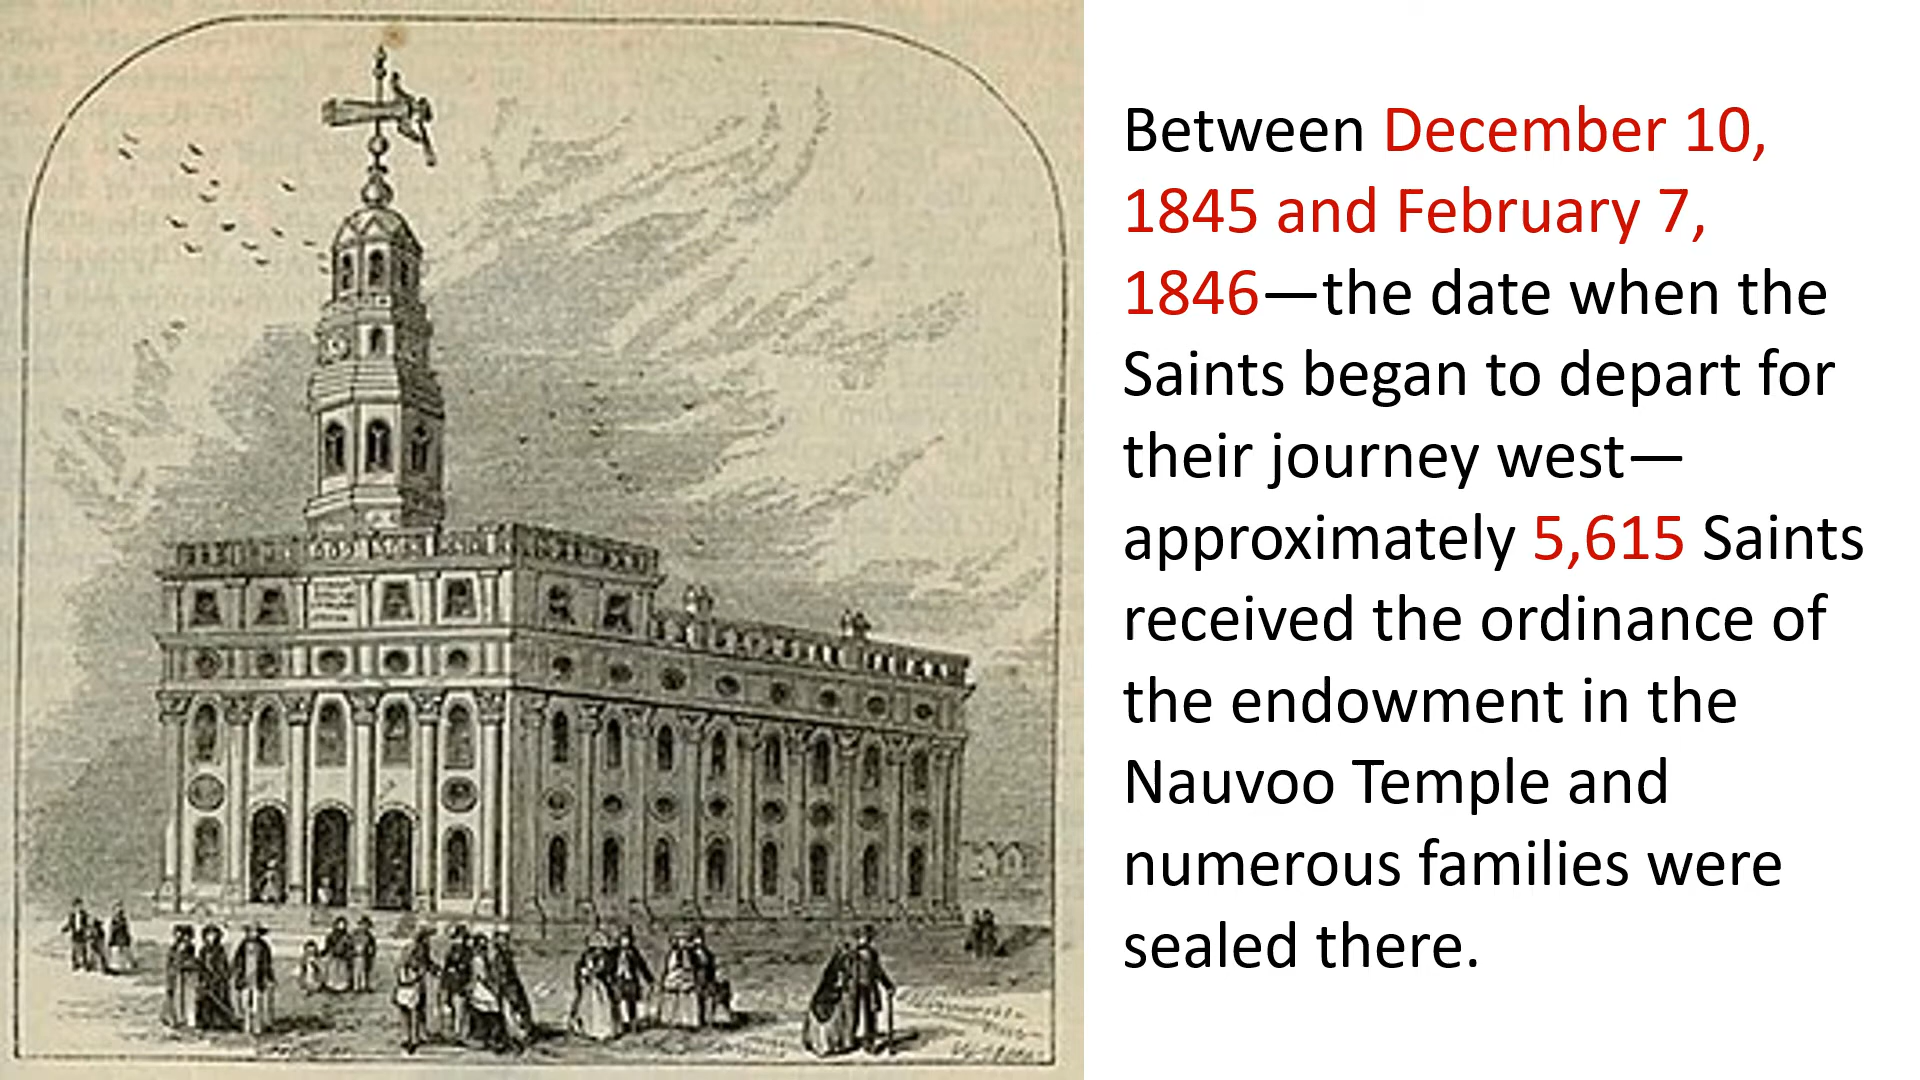 Between December 10,
1845 and February 7,
1846—the date when the
Saints began to depart for
their journey west—
approximately 5,615 Saints
received the ordinance of
the endowment in the
Nauvoo Temple and
numerous families were
sealed there.